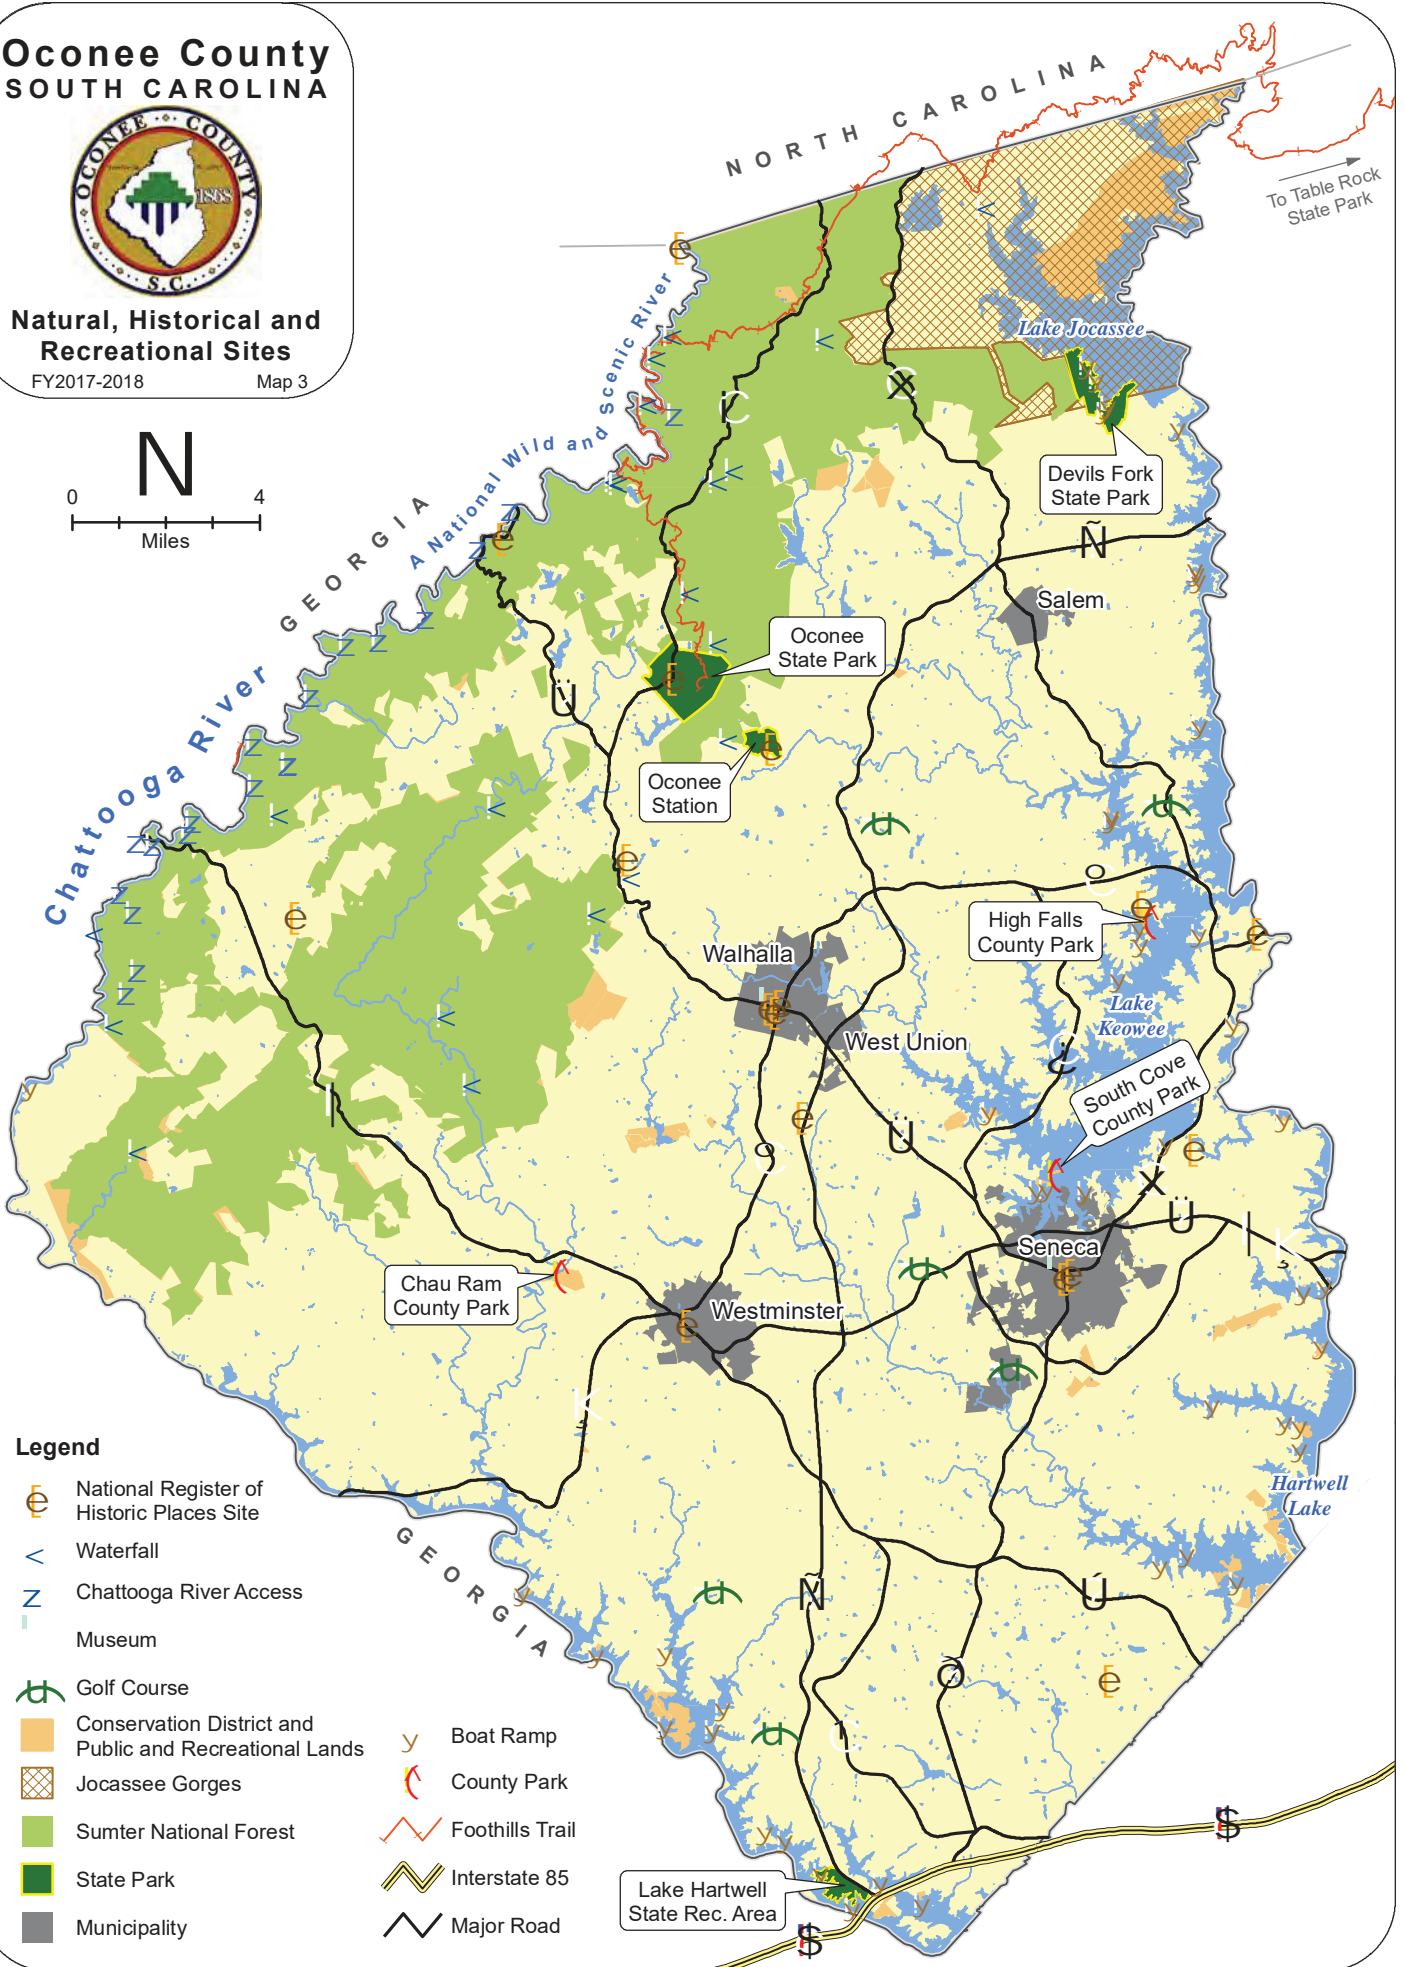 Oconee County
SOUTH CAROLINA
OCONEE COUNTY
1868
S.C.
Natural, Historical and
Recreational Sites
FY2017-2018 Map 3
N
0 4
Miles
NORTH CAROLINA
To Table Rock
State Park
Lake Jocassee
A National Wild and Scenic River
GEORGIA
Chattooga River
Devils Fork
State Park
Salem
Oconee
State Park
Oconee
Station
High Falls
County Park
Walhalla
West Union
Lake
Keowee
South Cove
County Park
Seneca
Chau Ram
County Park
Westminster
Hartwell
Lake
GEORGIA
Lake Hartwell
State Rec. Area
Legend
National Register of
Historic Places Site
Waterfall
Chattooga River Access
Museum
Golf Course
Conservation District and
Public and Recreational Lands
Jocassee Gorges
Sumter National Forest
State Park
Municipality
Boat Ramp
County Park
Foothills Trail
Interstate 85
Major Road